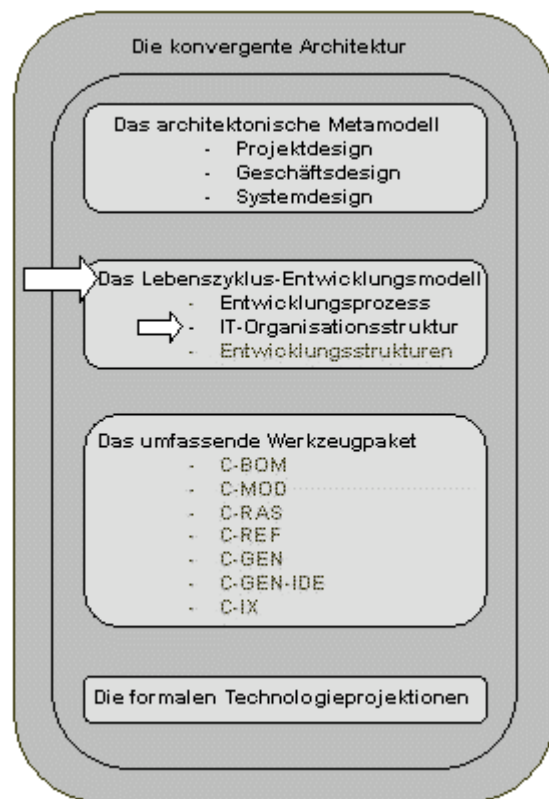 Die konvergente Architektur
Das architektonische Metamodell
- Projektdesign
- Geschäftsdesign
- Systemdesign
Das Lebenszyklus-Entwicklungsmodell
- Entwicklungsprozess
- IT-Organisationsstruktur
- Entwicklungsstrukturen
Das umfassende Werkzeugpaket
- C-BOM
- C-MOD
- C-RAS
- C-REF
- C-GEN
- C-GEN-IDE
- C-IX
Die formalen Technologieprojektionen